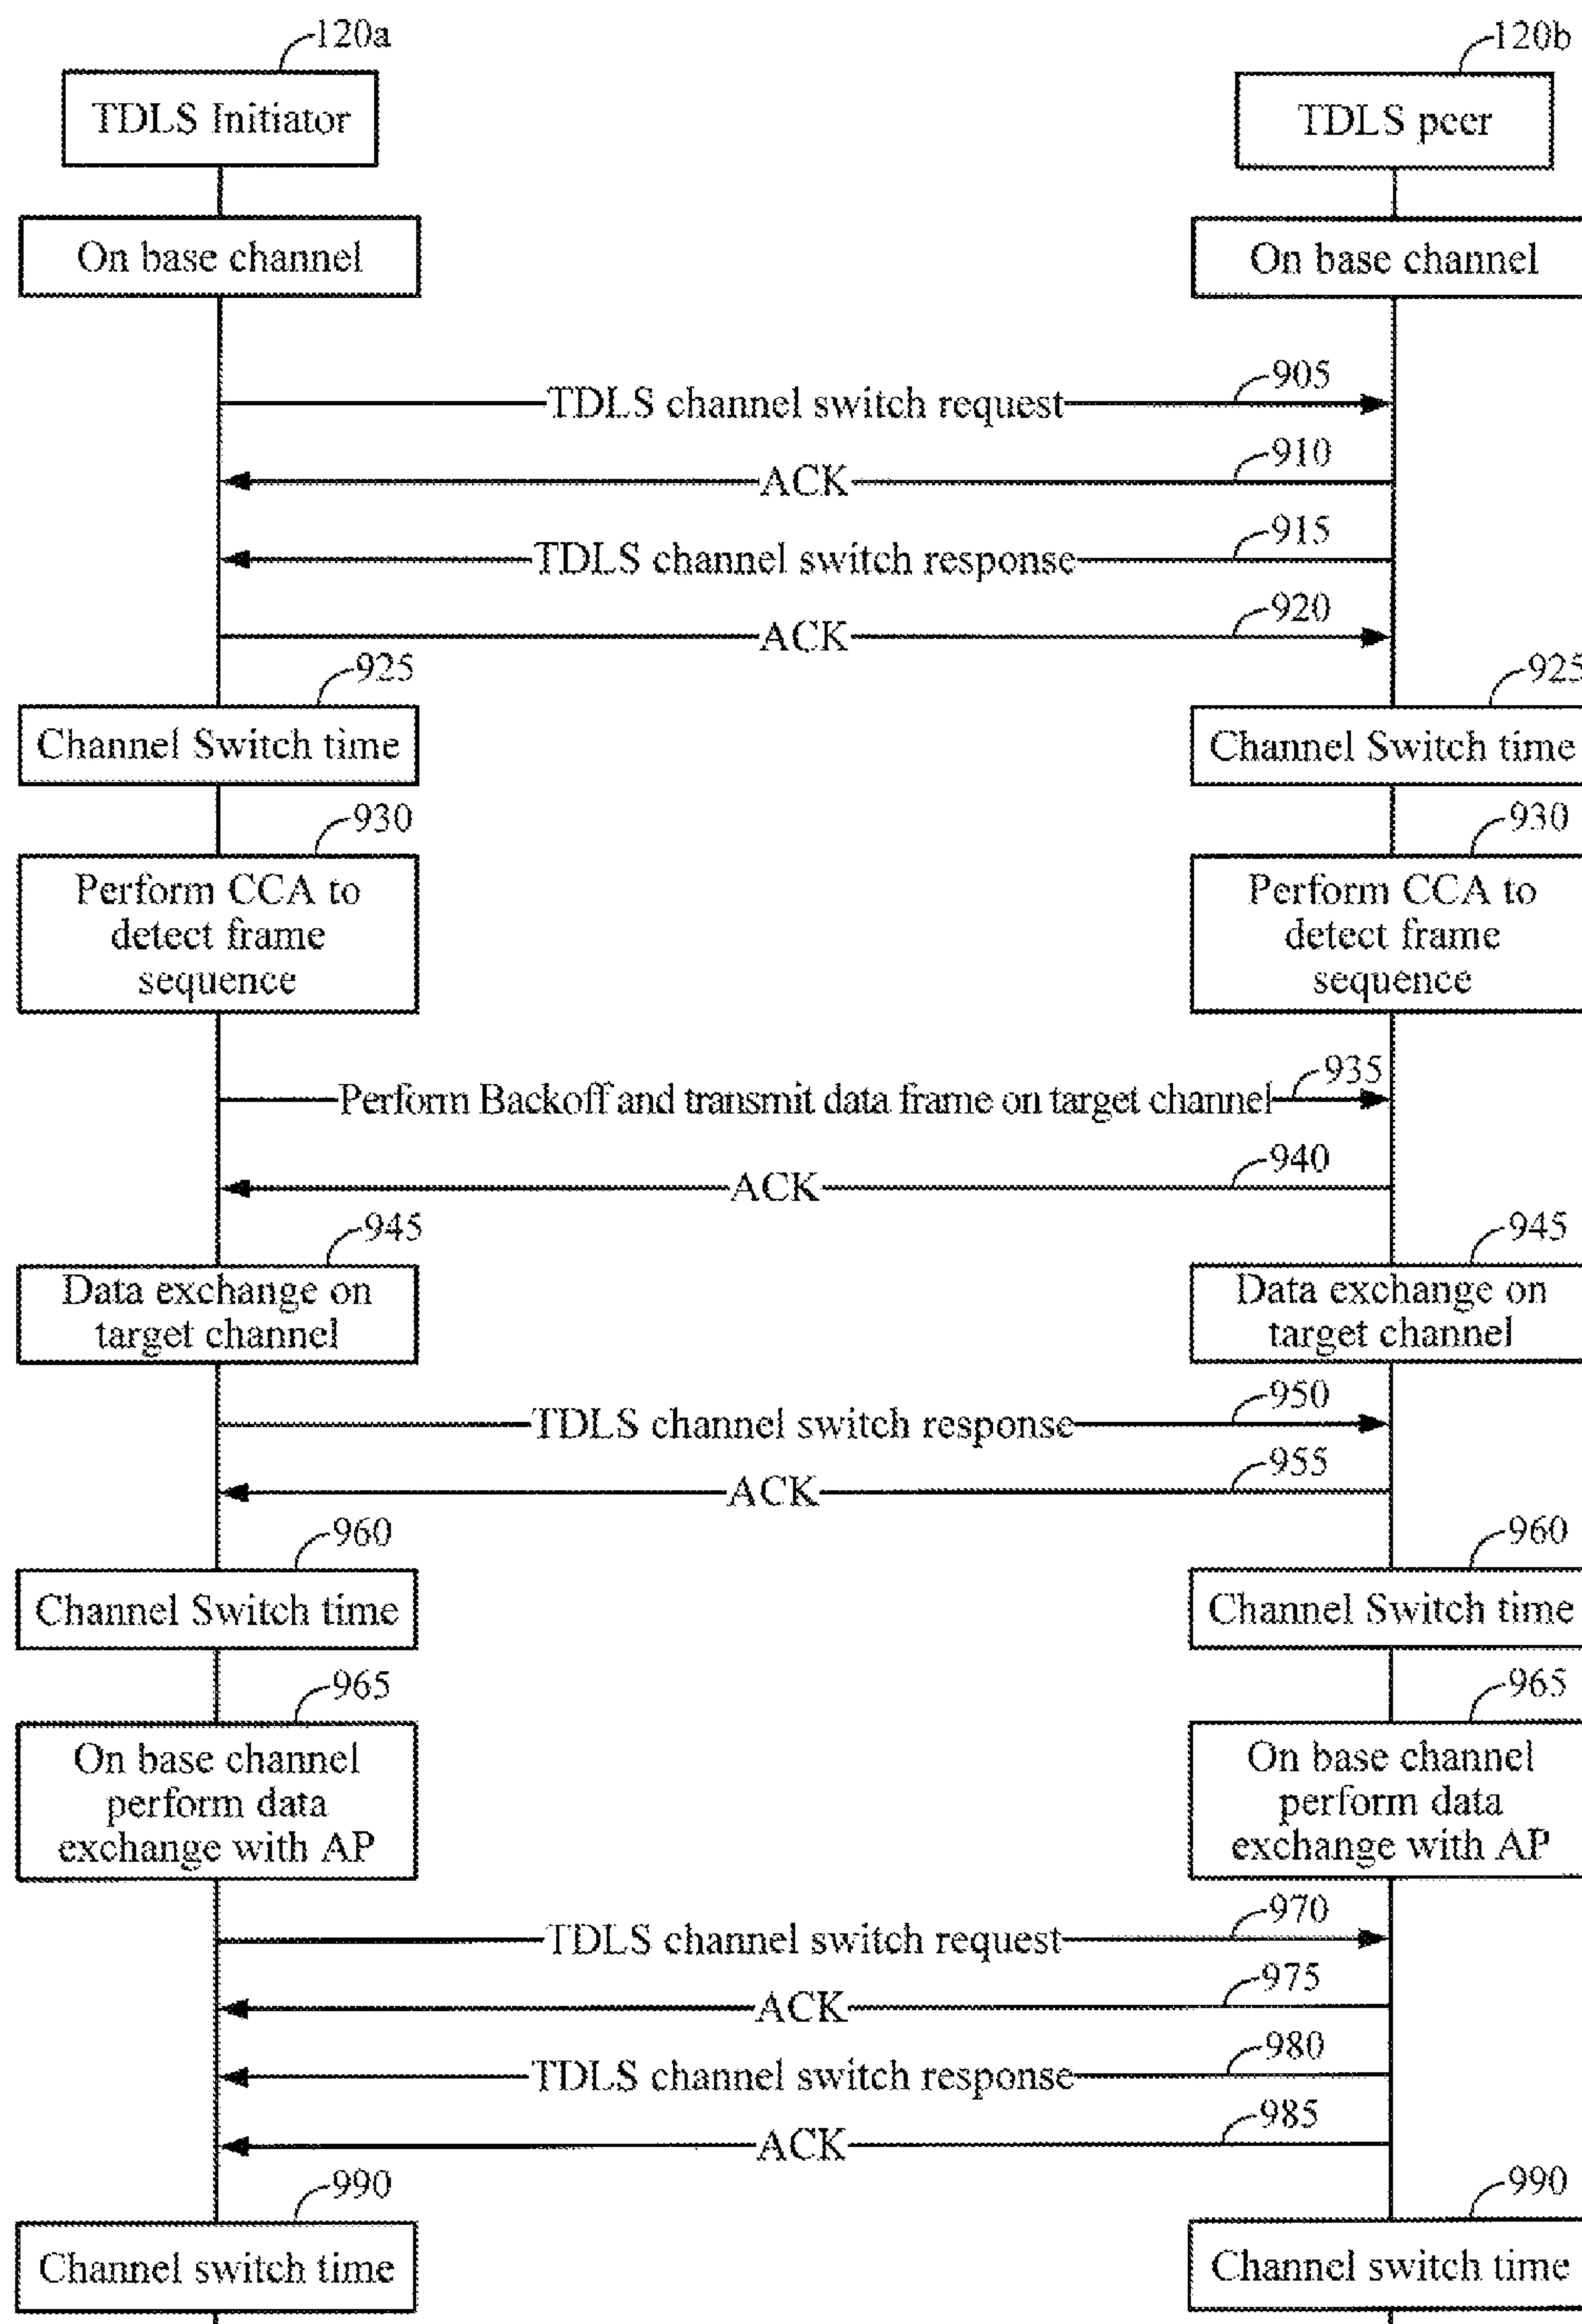 120a
120b
TDLS Initiator
TDLS peer
On base channel
On base channel
905
TDLS channel switch request
910
ACK
915
TDLS channel switch response
920
ACK
925
925
Channel Switch time
Channel Switch time
930
930
Perform CCA to
detect frame
sequence
Perform CCA to
detect frame
sequence
935
Perform Backoff and transmit data frame on target channel
940
ACK
945
945
Data exchange on
target channel
Data exchange on
target channel
950
TDLS channel switch response
955
ACK
960
960
Channel Switch time
Channel Switch time
965
965
On base channel
perform data
exchange with AP
On base channel
perform data
exchange with AP
970
TDLS channel switch request
975
ACK
980
TDLS channel switch response
985
ACK
990
990
Channel switch time
Channel switch time